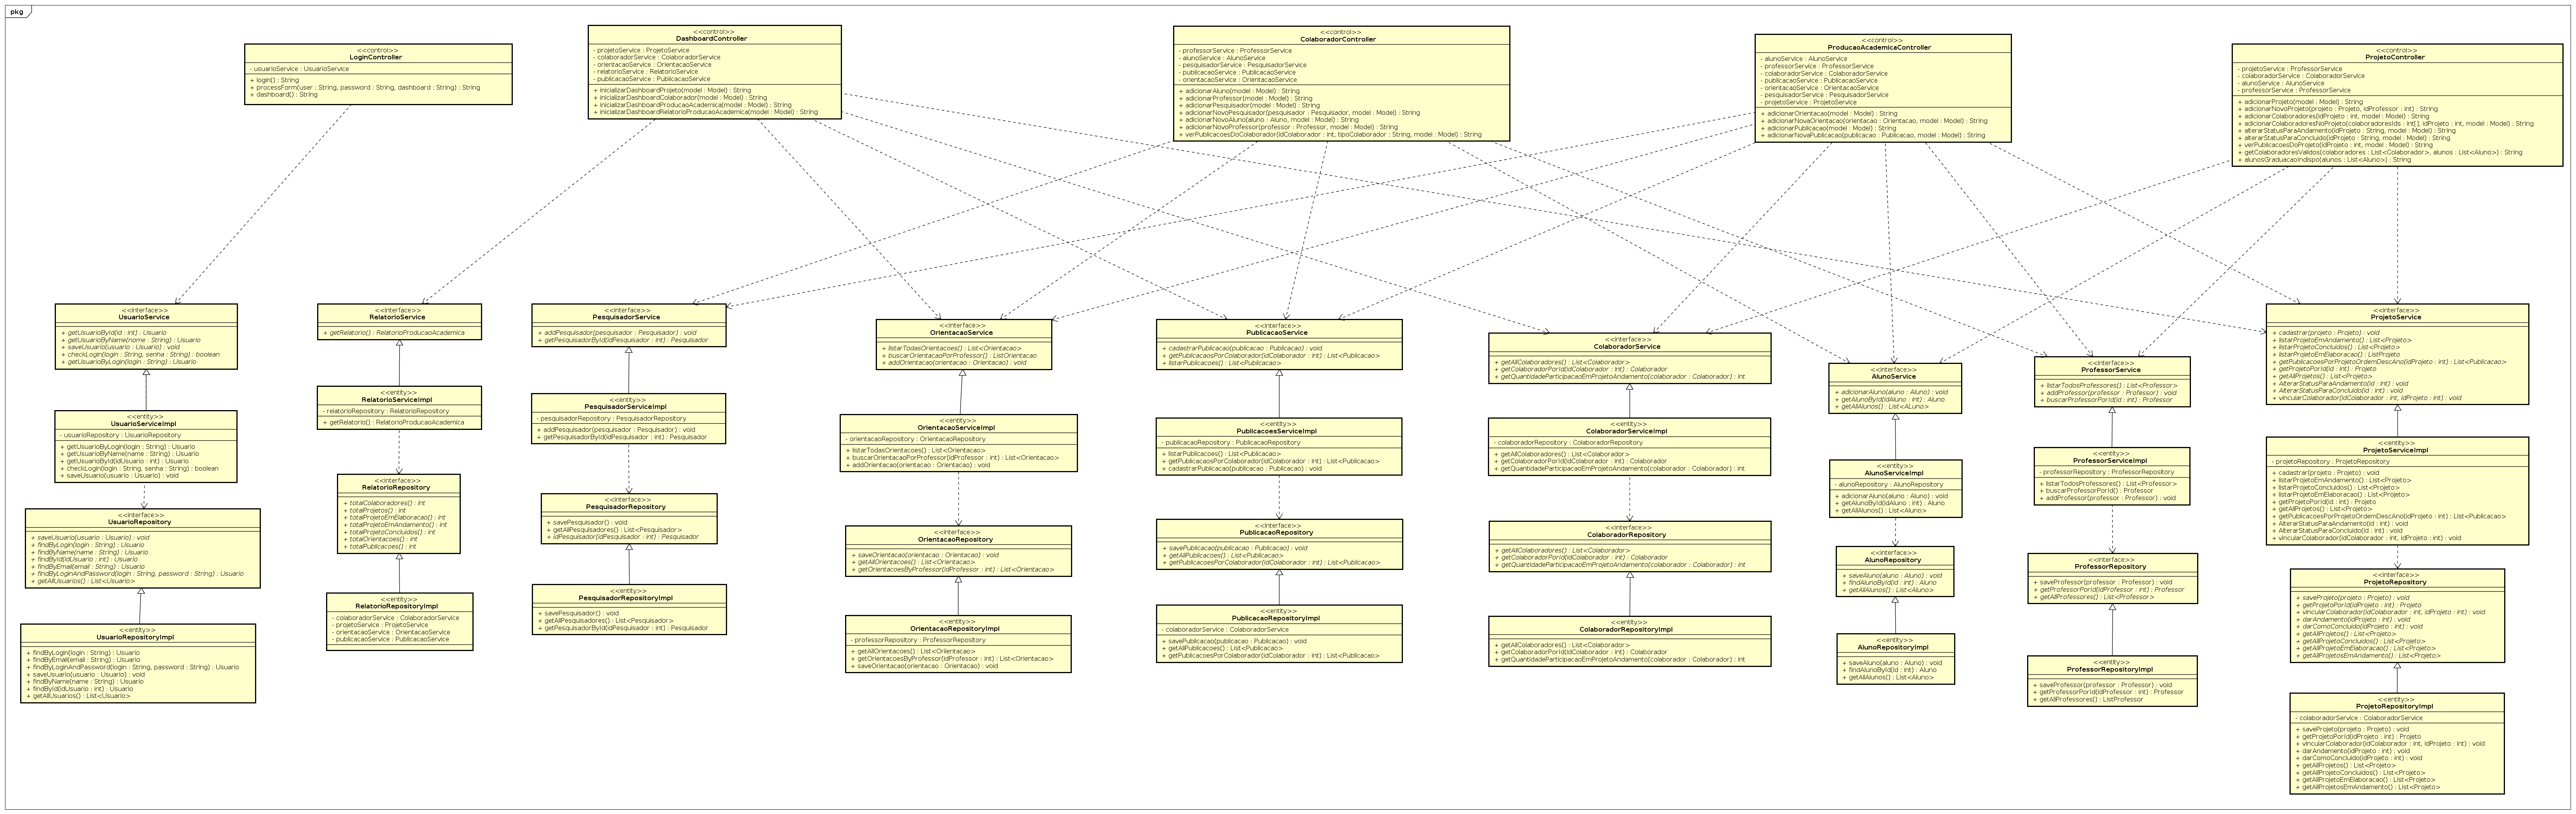 pkg
<<control>>
LoginController
- usuarioService : UsuarioService
+ login() : String
+ processForm(user : String, password : String, dashboard : String) : String
+ dashboard() : String
<<control>>
DashboardController
- projetoService : ProjetoService
- colaboradorService : ColaboradorService
- orientacaoService : OrientacaoService
- relatorioService : RelatorioService
- publicacaoService : PublicacaoService
+ inicializarDashboardProjeto(model : Model) : String
+ inicializarDashboardColaborador(model : Model) : String
+ inicializarDashboardProducaoAcademica(model : Model) : String
+ inicializarDashboardRelatorioProducaoAcademica(model : Model) : String
<<control>>
ColaboradorController
- professorService : ProfessorService
- alunoService : AlunoService
- pesquisadorService : PesquisadorService
- publicacaoService : PublicacaoService
- orientacaoService : OrientacaoService
+ adicionarAluno(model : Model) : String
+ adicionarProfessor(model : Model) : String
+ adicionarPesquisador(model : Model) : String
+ adicionarNovoPesquisador(pesquisador : Pesquisador, model : Model) : String
+ adicionarNovoAluno(aluno : Aluno, model : Model) : String
+ adicionarNovoProfessor(professor : Professor, model : Model) : String
+ verPublicacoesDoColaborador(idColaborador : int, tipoColaborador : String, model : Model) : String
<<control>>
ProducaoAcademicaController
- alunoService : AlunoService
- professorService : ProfessorService
- colaboradorService : ColaboradorService
- publicacaoService : PublicacaoService
- orientacaoService : OrientacaoService
- pesquisadorService : PesquisadorService
- projetoService : ProjetoService
+ adicionarOrientacao(model : Model) : String
+ adicionarNovaOrientacao(orientacao : Orientacao, model : Model) : String
+ adicionarPublicacao(model : Model) : String
+ adicionarNovaPublicacao(publicacao : Publicacao, model : Model) : String
<<control>>
ProjetoController
- projetoService : ProfessorService
- colaboradorService : ColaboradorService
- alunoService : AlunoService
- professorService : ProfessorService
+ adicionarProjeto(model : Model) : String
+ adicionarNovoProjeto(projeto : Projeto, idProfessor : int) : String
+ adicionarColaboradores(idProjeto : int, model : Model) : String
+ adicionarColaboradoresNoProjeto(colaboradoresIds : int[], idProjeto : int, model : Model) : String
+ alterarStatusParaAndamento(idProjeto : String, model : Model) : String
+ alterarStatusParaConcluido(idProjeto : String, model : Model) : String
+ verPublicacoesDoProjeto(idProjeto : int, model : Model) : String
+ getColaboradoresValidos(colaboradores : List<Colaborador>, alunos : List<Aluno>) : String
+ alunosGraduacaoIndispo(alunos : List<Aluno>) : String
<<interface>>
UsuarioService
+ getUsuarioById(id : int) : Usuario
+ getUsuarioByName(nome : String) : Usuario
+ saveUsuario(usuario : Usuario) : void
+ checkLogin(login : String, senha : String) : boolean
+ getUsuarioByLogin(login : String) : Usuario
<<entity>>
UsuarioServiceImpl
- usuarioRepository : UsuarioRepository
+ getUsuarioByLogin(login : String) : Usuario
+ getUsuarioByName(name : String) : Usuario
+ getUsuarioById(idUsuario : int) : Usuario
+ checkLogin(login : String, senha : String) : boolean
+ saveUsuario(usuario : Usuario) : void
<<interface>>
UsuarioRepository
+ saveUsuario(usuario : Usuario) : void
+ findByLogin(login : String) : Usuario
+ findByName(name : String) : Usuario
+ findById(idUsuario : int) : Usuario
+ findByEmail(email : String) : Usuario
+ findByLoginAndPassword(login : String, password : String) : Usuario
+ getAllUsuarios() : List<Usuario>
<<entity>>
UsuarioRepositoryImpl
+ findByLogin(login : String) : Usuario
+ findByEmail(email : String) : Usuario
+ findByLoginAndPassword(login : String, password : String) : Usuario
+ saveUsuario(usuario : Usuario) : void
+ findByName(name : String) : Usuario
+ findById(idUsuario : int) : Usuario
+ getAllUsuarios() : List<Usuario>
<<interface>>
RelatorioService
+ getRelatorio() : RelatorioProducaoAcademica
<<entity>>
RelatorioServiceImpl
- relatorioRepository : RelatorioRepository
+ getRelatorio() : RelatorioProducaoAcademica
<<interface>>
RelatorioRepository
+ totalColaboradores() : int
+ totalProjetos() : int
+ totalProjetoEmElaboracao() : int
+ totalProjetoEmAndamento() : int
+ totalProjetoConcluidos() : int
+ totalOrientacoes() : int
+ totalPublicacoes() : int
<<entity>>
RelatorioRepositoryImpl
- colaboradorService : ColaboradorService
- projetoService : ProjetoService
- orientacaoService : OrientacaoService
- publicacaoService : PublicacaoService
<<interface>>
PesquisadorService
+ addPesquisador(pesquisador : Pesquisador) : void
+ getPesquisadorById(idPesquisador : int) : Pesquisador
<<entity>>
PesquisadorServiceImpl
- pesquisadorRepository : PesquisadorRepository
+ addPesquisador(pesquisador : Pesquisador) : void
+ getPesquisadorById(idPesquisador : int) : Pesquisador
<<interface>>
PesquisadorRepository
+ savePesquisador() : void
+ getAllPesquisadores() : List<Pesquisador>
+ idPesquisador(idPesquisador : int) : Pesquisador
<<entity>>
PesquisadorRepositoryImpl
+ savePesquisador() : void
+ getAllPesquisadores() : List<Pesquisador>
+ getPesquisadorById(idPesquisador : int) : Pesquisador
<<interface>>
OrientacaoService
+ listarTodasOrientacoes() : List<Orientacao>
+ buscarOrientacaoPorProfessor() : ListOrientacao
+ addOrientacao(orientacao : Orientacao) : void
<<entity>>
OrientacaoServiceImpl
- orientacaoRepository : OrientacaoRepository
+ listarTodasOrientacoes() : List<Orientacao>
+ buscarOrientacaoPorProfessor(idProfessor : int) : List<Orientacao>
+ addOrientacao(orientacao : Orientacao) : void
<<interface>>
OrientacaoRepository
+ saveOrientacao(orientacao : Orientacao) : void
+ getAllOrientacoes() : List<Orientacao>
+ getOrientacoesByProfessor(idProfessor : int) : List<Orientacao>
<<entity>>
OrientacaoRepositoryImpl
- professorRepository : ProfessorRepository
+ getAllOrientacoes() : List<Orientacao>
+ getOrientacoesByProfessor(idProfessor : int) : List<Orientacao>
+ saveOrientacao(orientacao : Orientacao) : void
<<interface>>
PublicacaoService
+ cadastrarPublicacao(publicacao : Publicacao) : void
+ getPublicacaosPorColaborador(idColaborador : int) : List<Publicacao>
+ listarPublicacoes() : List<Publicacao>
<<entity>>
PublicacoesServiceImpl
- publicacaoRepository : PublicacaoRepository
+ listarPublicacoes() : List<Publicacao>
+ getPublicacaosPorColaborador(idColaborador : int) : List<Publicacao>
+ cadastrarPublicacao(publicacao : Publicacao) : void
<<interface>>
PublicacaoRepository
+ savePublicacao(publicacao : Publicacao) : void
+ getAllPublicacoes() : List<Publicacao>
+ getPublicacoesPorColaborador(idColaborador : int) : List<Publicacao>
<<entity>>
PublicacaoRepositoryImpl
- colaboradorService : ColaboradorService
+ savePublicacao(publicacao : Publicacao) : void
+ getAllPublicacoes() : List<Publicacao>
+ getPublicacoesPorColaborador(idColaborador : int) : List<Publicacao>
<<interface>>
ColaboradorService
+ getAllColaboradores() : List<Colaborador>
+ getColaboradorPorId(idColaborador : int) : Colaborador
+ getQuantidadeParticipacaoEmProjetoAndamento(colaborador : Colaborador) : int
<<entity>>
ColaboradorServiceImpl
- colaboradorRepository : ColaboradorRepository
+ getAllColaboradores() : List<Colaborador>
+ getColaboradorPorId(idColaborador : int) : Colaborador
+ getQuantidadeParticipacaoEmProjetoAndamento(colaborador : Colaborador) : int
<<interface>>
ColaboradorRepository
+ getAllColaboradores() : List<Colaborador>
+ getColaboradorPorId(idColaborador : int) : Colaborador
+ getQuantidadeParticipacaoEmProjetoAndamento(colaborador : Colaborador) : int
<<entity>>
ColaboradorRepositoryImpl
+ getAllColaboradores() : List<Colaborador>
+ getColaboradorPorId(idColaborador : int) : Colaborador
+ getQuantidadeParticipacaoEmProjetoAndamento(colaborador : Colaborador) : int
<<interface>>
AlunoService
+ adicionarAluno(aluno : Aluno) : void
+ getAlunoById(idAluno : int) : Aluno
+ getAllAlunos() : List<ALuno>
<<entity>>
AlunoServiceImpl
- alunoRepository : AlunoRepository
+ adicionarAluno(aluno : Aluno) : void
+ getAlunoById(idAluno : int) : Aluno
+ getAllAlunos() : List<Aluno>
<<interface>>
AlunoRepository
+ saveAluno(aluno : Aluno) : void
+ findAlunoById(id : int) : Aluno
+ getAllAlunos() : List<Aluno>
<<entity>>
AlunoRepositoryImpl
+ saveAluno(aluno : Aluno) : void
+ findAlunoById(id : int) : Aluno
+ getAllAlunos() : List<Aluno>
<<interface>>
ProfessorService
+ listarTodosProfessores() : List<Professor>
+ addProfessor(professor : Professor) : void
+ buscarProfessorPorId(id : int) : Professor
<<entity>>
ProfessorServiceImpl
- professorRepository : ProfessorRepository
+ listarTodosProfessores() : List<Professor>
+ buscarProfessorPorId() : Professor
+ addProfessor(professor : Professor) : void
<<interface>>
ProfessorRepository
+ saveProfessor(professor : Professor) : void
+ getProfessorPorId(id : int) : Professor
+ getAllProfessores() : List<Professor>
<<entity>>
ProfessorRepositoryImpl
+ saveProfessor(professor : Professor) : void
+ getProfessorPorId(idProfessor : int) : Professor
+ getAllProfessores() : ListProfessor
<<interface>>
ProjetoService
+ cadastrar(projeto : Projeto) : void
+ listarProjetoEmAndamento() : List<Projeto>
+ listarProjetoConcluidos() : List<Projeto>
+ listarProjetoEmElaboracao() : ListProjeto
+ getPublicacoesPorProjetoOrdemDescAno(idProjeto : int) : List<Publicacao>
+ getProjetoPorId(id : int) : Projeto
+ getAllProjetos() : List<Projeto>
+ AlterarStatusParaAndamento(id : int) : void
+ AlterarStatusParaConcluido(id : int) : void
+ vincularColaborador(idColaborador : int, idProjeto : int) : void
<<entity>>
ProjetoServiceImpl
- projetoRepository : ProjetoRepository
+ cadastrar(projeto : Projeto) : void
+ listarProjetoEmAndamento() : List<Projeto>
+ listarProjetoConcluidos() : List<Projeto>
+ listarProjetoEmElaboracao() : List<Projeto>
+ getProjetoPorId(id : int) : Projeto
+ getAllProjetos() : List<Projeto>
+ getPublicacoesPorProjetoOrdemDescAno(idProjeto : int) : List<Publicacao>
+ AlterarStatusParaAndamento(id : int) : void
+ AlterarStatusParaConcluido(id : int) : void
+ vincularColaborador(idColaborador : int, idProjeto : int) : void
<<interface>>
ProjetoRepository
+ saveProjeto(projeto : Projeto) : void
+ getProjetoPorId(idProjeto : int) : Projeto
+ vincularColaborador(idColaborador : int, idProjeto : int) : void
+ darAndamento(idProjeto : int) : void
+ darComoConcluido(idProjeto : int) : void
+ getAllProjetos() : List<Projeto>
+ getAllProjetoConcluidos() : List<Projeto>
+ getAllProjetoEmElaboracao() : List<Projeto>
+ getAllProjetosEmAndamento() : List<Projeto>
<<entity>>
ProjetoRepositoryImpl
- colaboradorService : ColaboradorService
+ saveProjeto(projeto : Projeto) : void
+ getProjetoPorId(idProjeto : int) : Projeto
+ vincularColaborador(idColaborador : int, idProjeto : int) : void
+ darAndamento(idProjeto : int) : void
+ darComoConcluido(idProjeto : int) : void
+ getAllProjetos() : List<Projeto>
+ getAllProjetoConcluidos() : List<Projeto>
+ getAllProjetoEmElaboracao() : List<Projeto>
+ getAllProjetosEmAndamento() : List<Projeto>